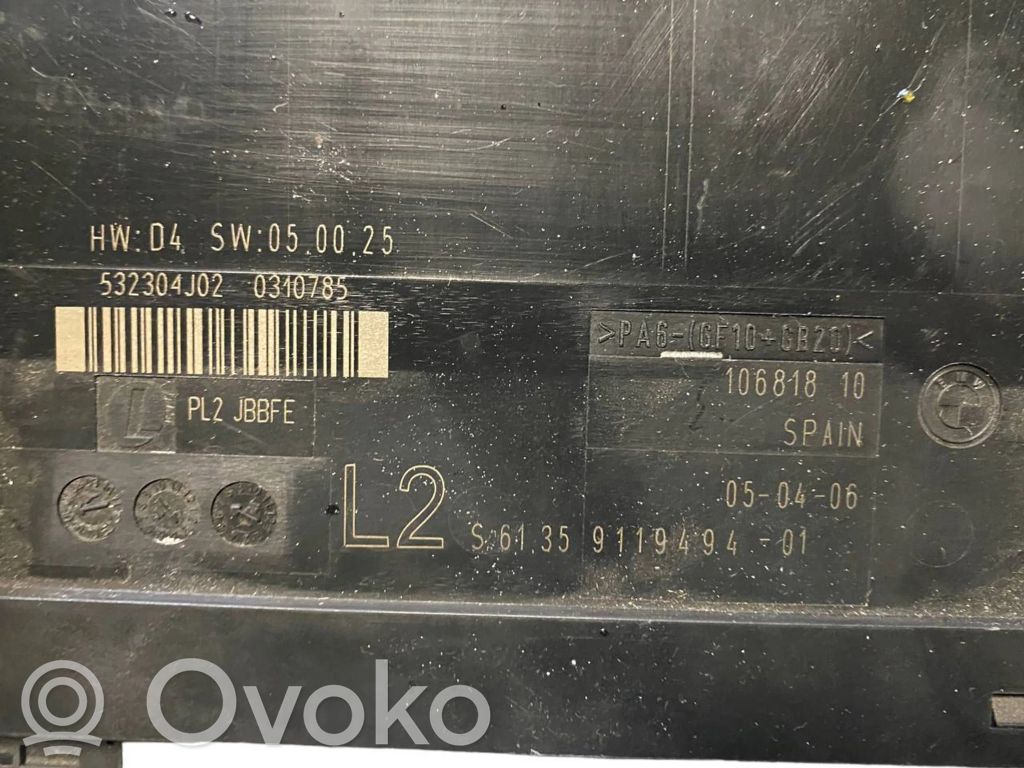 HW:D4 SW:05.00.25
532304J02 0310785
>PA6-(GF10+GB20)<
106818 10
PL2 JBBFE
SPAIN
L2
05-04-06
S 61.35 9119494-01
BMW
Ovoko